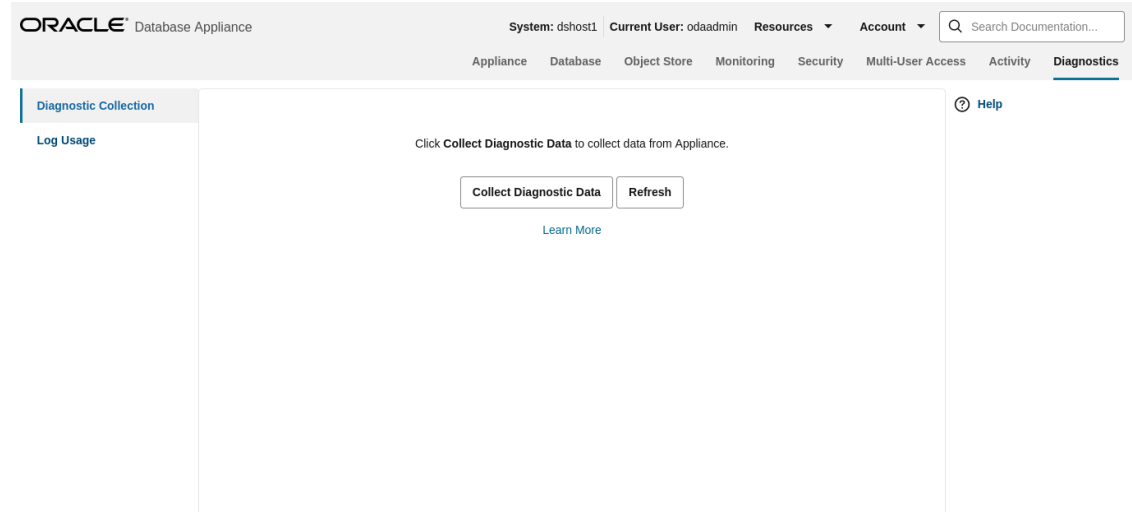 ORACLE® Database Appliance
System: dshost1 Current User: odaadmin Resources Account Search Documentation...
Appliance Database Object Store Monitoring Security Multi-User Access Activity Diagnostics
Diagnostic Collection
Log Usage
Click Collect Diagnostic Data to collect data from Appliance.
Collect Diagnostic Data Refresh
Learn More
Help